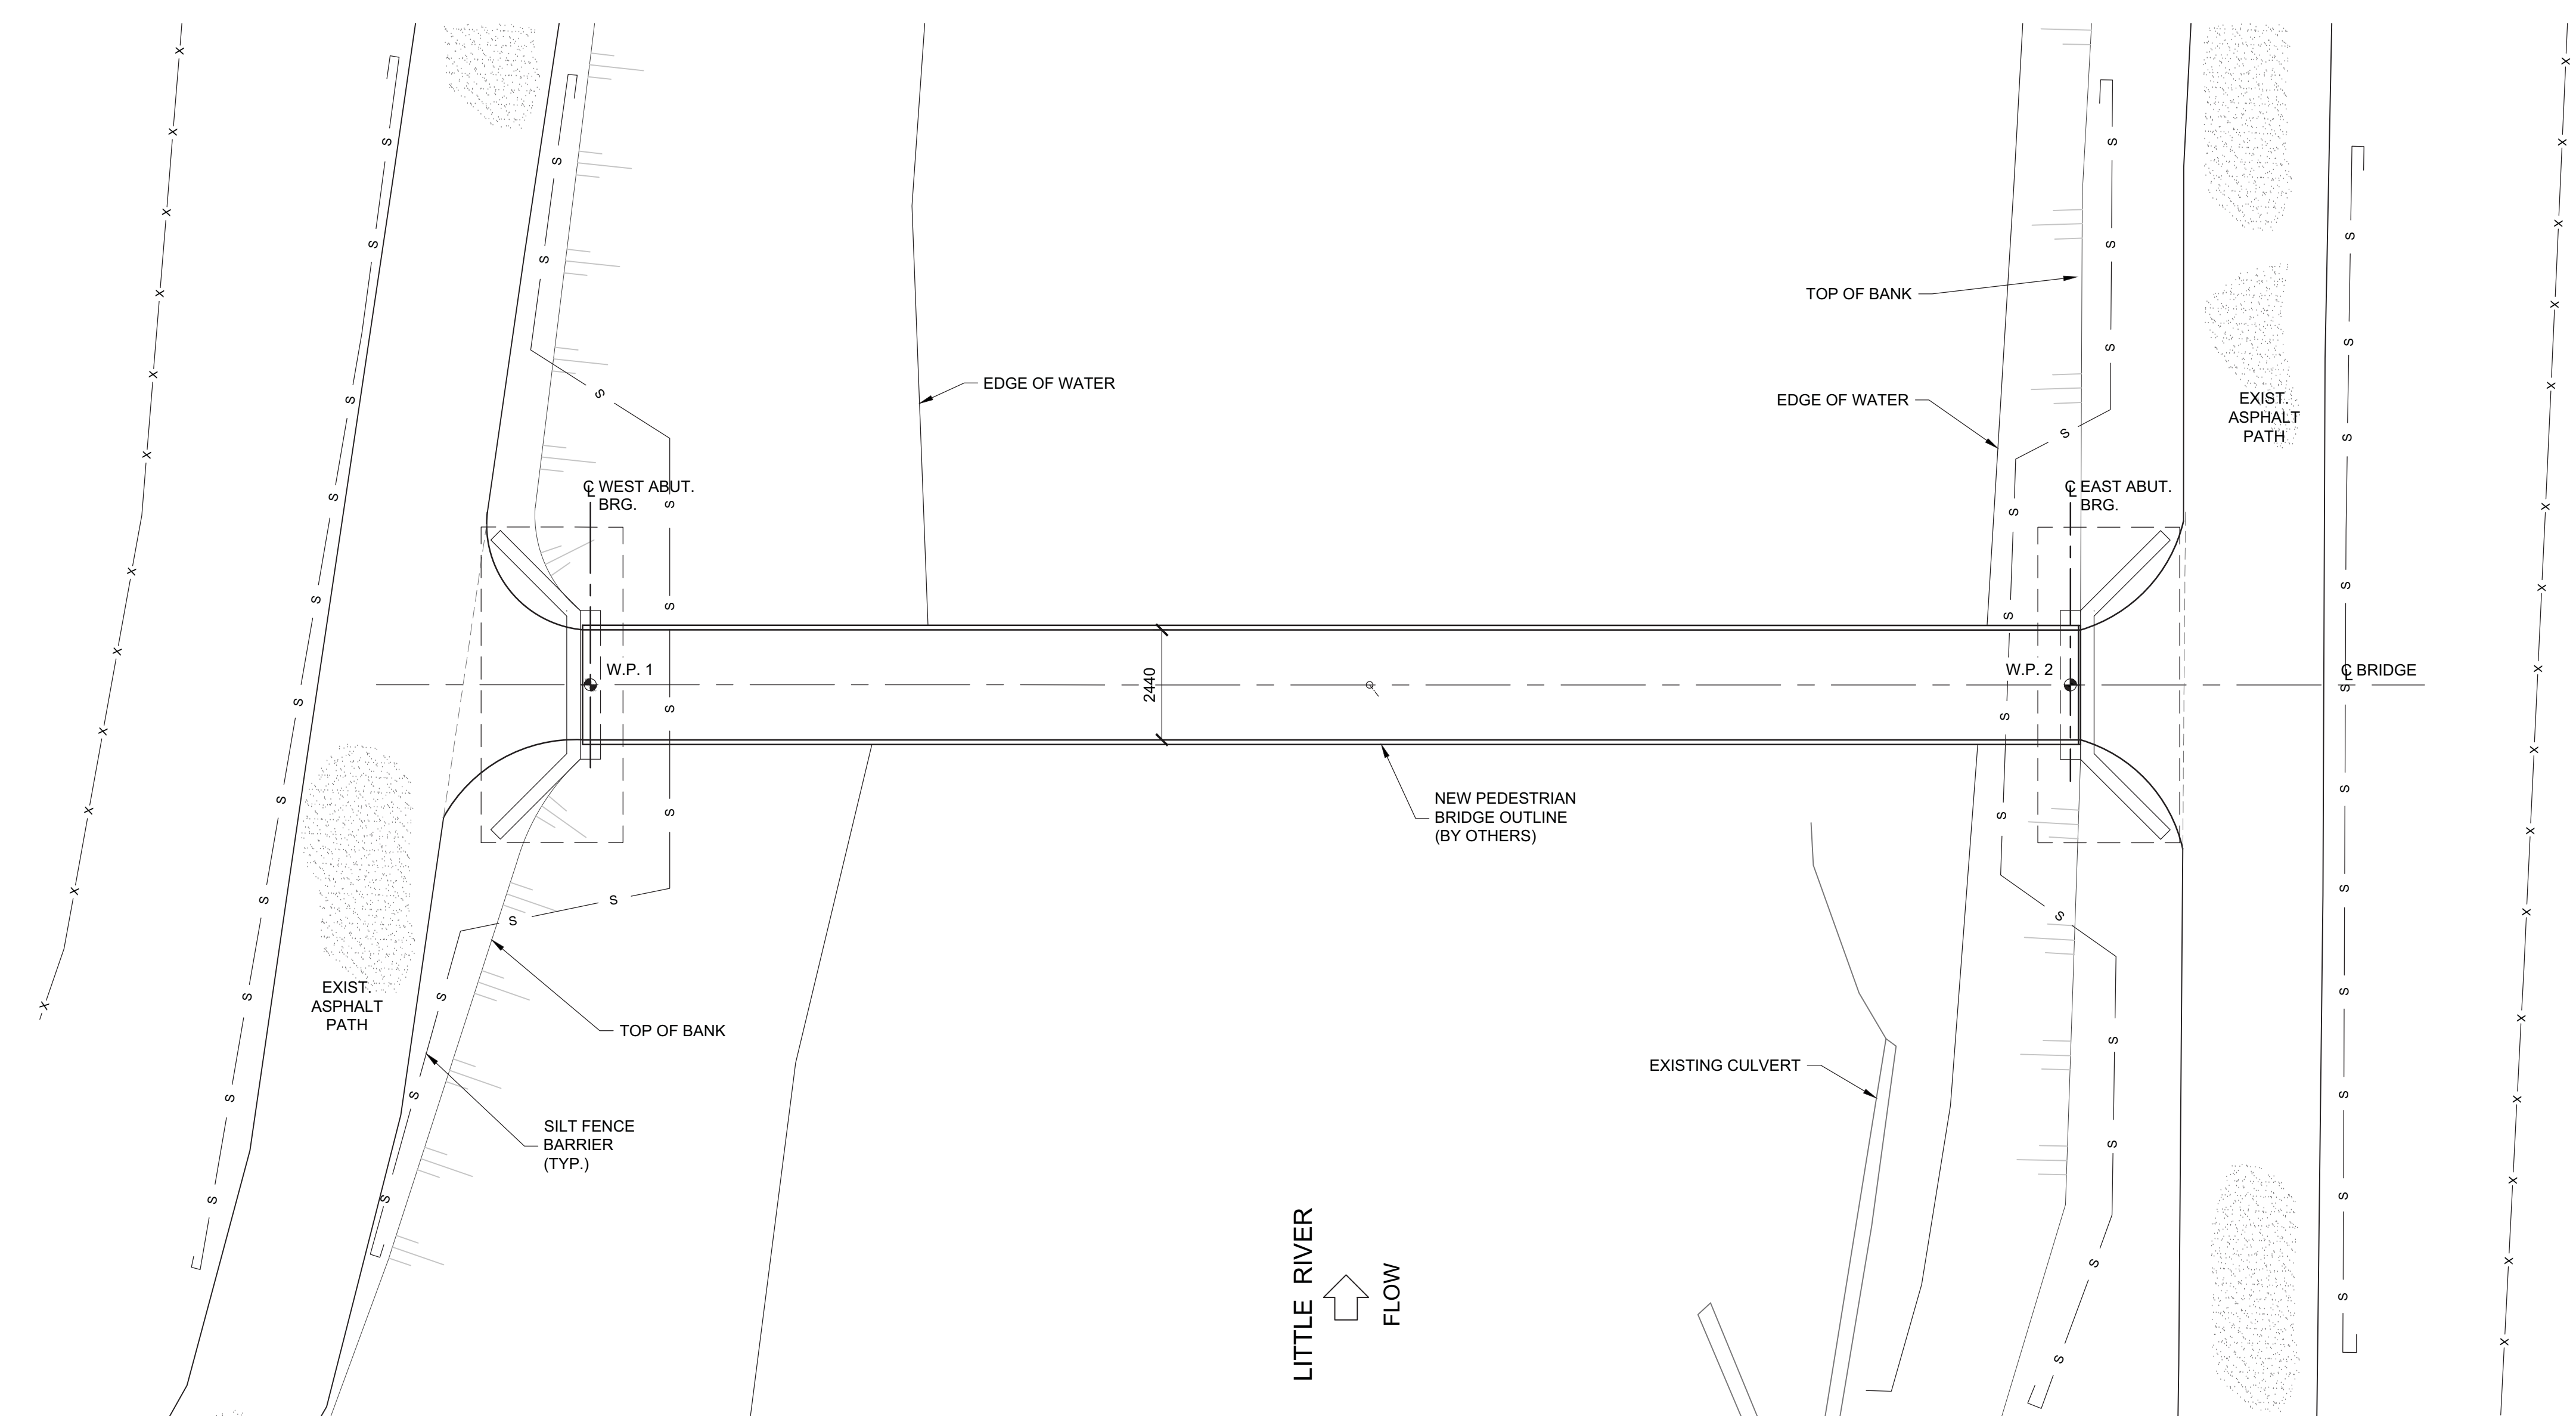 TOP OF BANK
EDGE OF WATER
EDGE OF WATER
EXIST.
ASPHALT
PATH
℄ WEST ABUT.
BRG.
℄ EAST ABUT.
BRG.
W.P. 1
2440
W.P. 2
℄ BRIDGE
NEW PEDESTRIAN
BRIDGE OUTLINE
(BY OTHERS)
EXIST.
ASPHALT
PATH
TOP OF BANK
EXISTING CULVERT
SILT FENCE
BARRIER
(TYP.)
LITTLE RIVER
FLOW